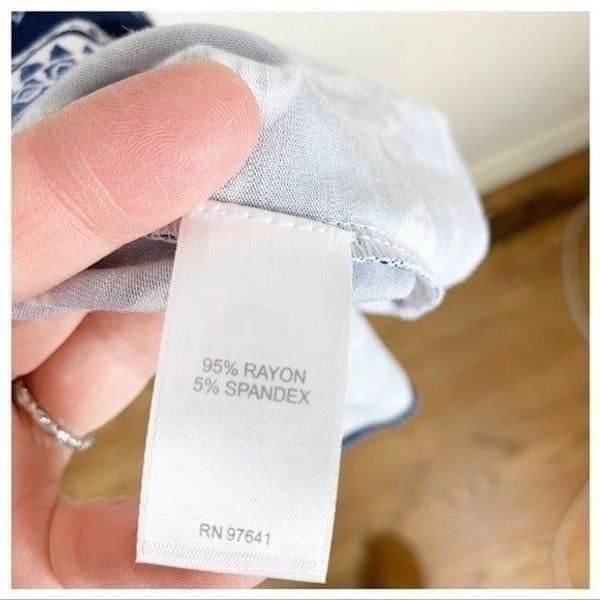 95% RAYON
5% SPANDEX
RN 97641